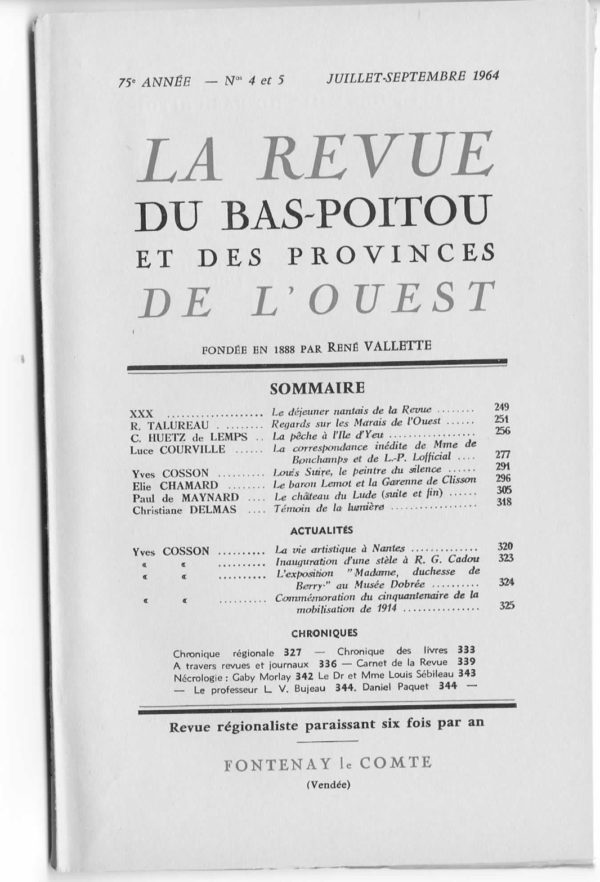 75e ANNÉE — Nos 4 et 5 JUILLET-SEPTEMBRE 1964
LA REVUE
DU BAS-POITOU
ET DES PROVINCES
DE L'OUEST
FONDÉE EN 1888 PAR RENÉ VALLETTE
SOMMAIRE
XXX .................... Le déjeuner nantais de la Revue ........ 249
R. TALUREAU . ........ Regards sur les Marais de l'Ouest ...... 251
C. HUETZ de LEMPS .. La pêche à l'Ile d'Yeu .................. 256
Luce COURVILLE ...... La correspondance inédite de Mme de
Bonchamps et de L.-P. Lofficial .... 277
Yves COSSON .......... Louis Suire, le peintre du silence ...... 291
Elie CHAMARD ........ Le baron Lemot et la Garenne de Clisson 296
Paul de MAYNARD .... Le château du Lude (suite et fin) ...... 305
Christiane DELMAS .... Témoin de la lumière .................. 318
ACTUALITÉS
Yves COSSON .......... La vie artistique à Nantes .............. 320
« « .......... Inauguration d'une stèle à R. G. Cadou 323
« « .......... L'exposition "Madame, duchesse de
Berry" au Musée Dobrée .......... 324
« « .......... Commémoration du cinquantenaire de la
mobilisation de 1914 ................ 325
CHRONIQUES
Chronique régionale 327 — Chronique des livres 333
A travers revues et journaux 336 — Carnet de la Revue 339
Nécrologie : Gaby Morlay 342 Le Dr et Mme Louis Sébileau 343
— Le professeur L. V. Bujeau 344. Daniel Paquet 344 —
Revue régionaliste paraissant six fois par an
FONTENAY le COMTE
(Vendée)